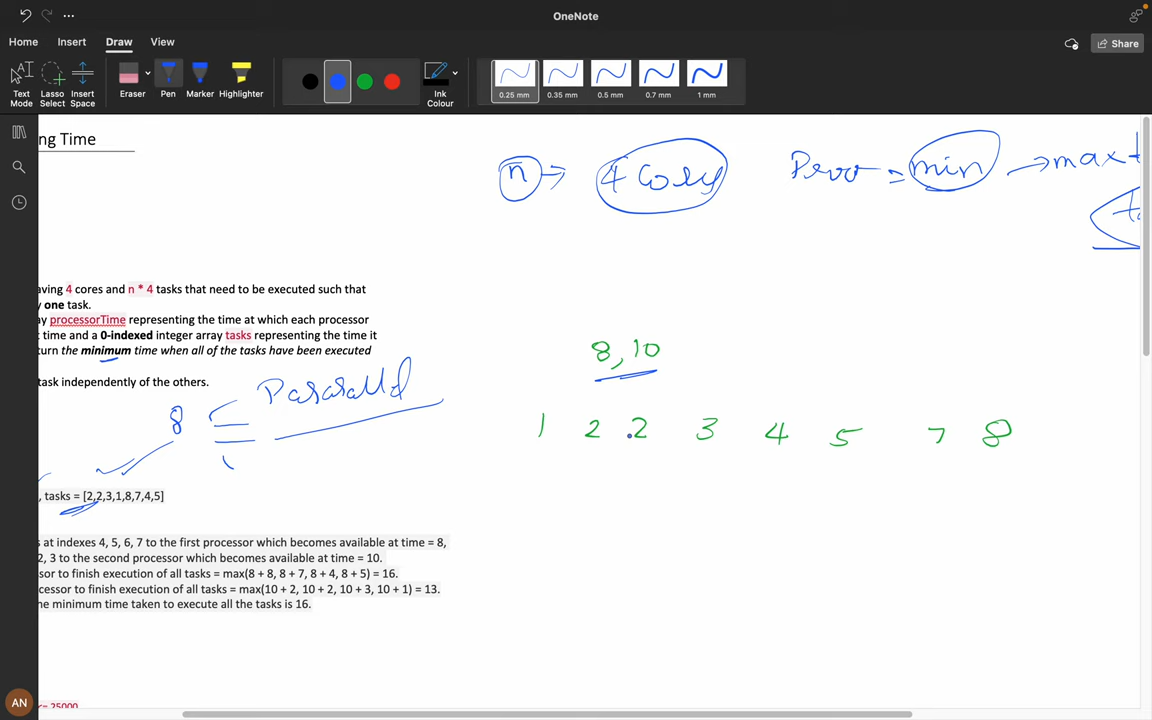 OneNote
Home Insert Draw View
Share
Text Mode
Lasso Select
Insert Space
Eraser
Pen
Marker
Highlighter
Ink Colour
0.25 mm
0.35 mm
0.5 mm
0.7 mm
1 mm
ng Time
n → 4 Cores
min → max t
aving 4 cores and n * 4 tasks that need to be executed such that
y one task.
ay processorTime representing the time at which each processor
t time and a 0-indexed integer array tasks representing the time it
turn the minimum time when all of the tasks have been executed
8, 10
task independently of the others.
8
1 2 2 3 4 5 7 8
, tasks = [2,2,3,1,8,7,4,5]
s at indexes 4, 5, 6, 7 to the first processor which becomes available at time = 8,
2, 3 to the second processor which becomes available at time = 10.
sor to finish execution of all tasks = max(8 + 8, 8 + 7, 8 + 4, 8 + 5) = 16.
ocessor to finish execution of all tasks = max(10 + 2, 10 + 2, 10 + 3, 10 + 1) = 13.
he minimum time taken to execute all the tasks is 16.
AN
<= 25000